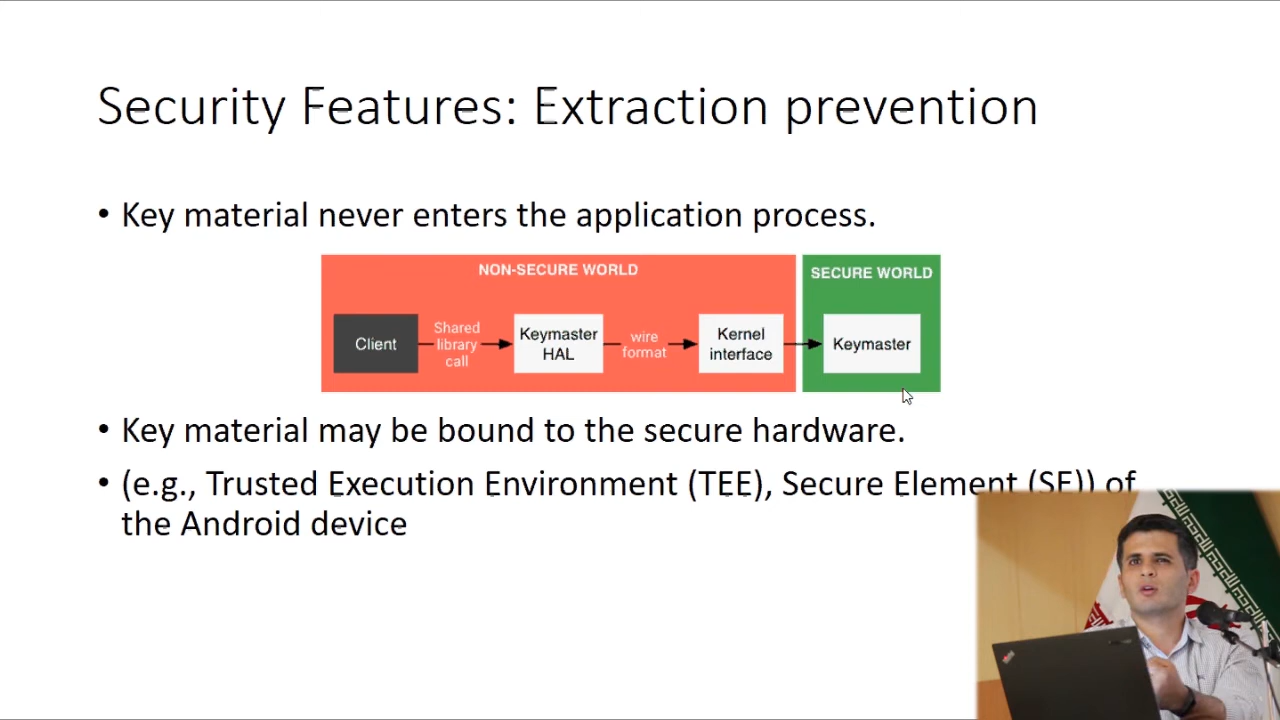 Security Features: Extraction prevention
• Key material never enters the application process.
NON-SECURE WORLD
SECURE WORLD
Client
Shared
library
call
Keymaster
HAL
wire
format
Kernel
interface
Keymaster
• Key material may be bound to the secure hardware.
• (e.g., Trusted Execution Environment (TEE), Secure Element (SE)) of
the Android device